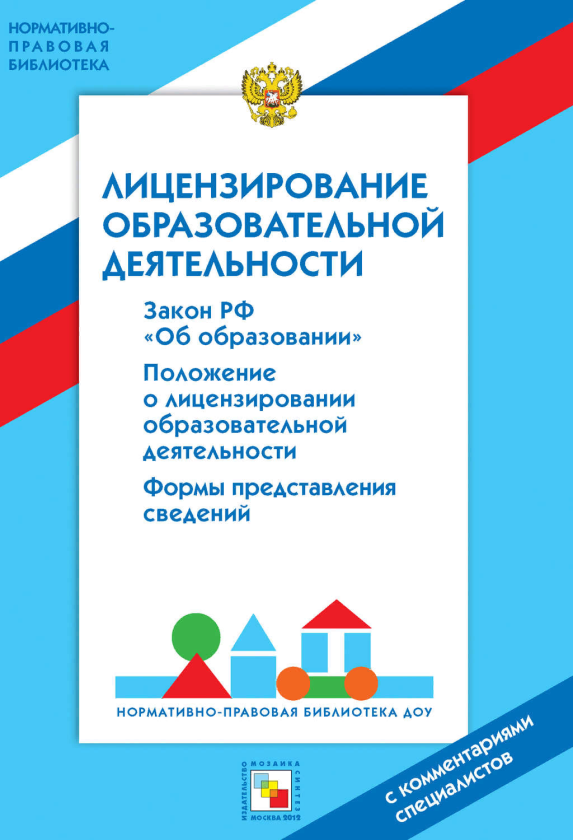 НОРМАТИВНО-
ПРАВОВАЯ
БИБЛИОТЕКА
ЛИЦЕНЗИРОВАНИЕ
ОБРАЗОВАТЕЛЬНОЙ
ДЕЯТЕЛЬНОСТИ
Закон РФ
«Об образовании»
Положение
о лицензировании
образовательной
деятельности
Формы представления
сведений
НОРМАТИВНО-ПРАВОВАЯ БИБЛИОТЕКА ДОУ
с комментариями
специалистов
ИЗДАТЕЛЬСТВО
МОЗАИКА
СИНТЕЗ
МОСКВА 2012